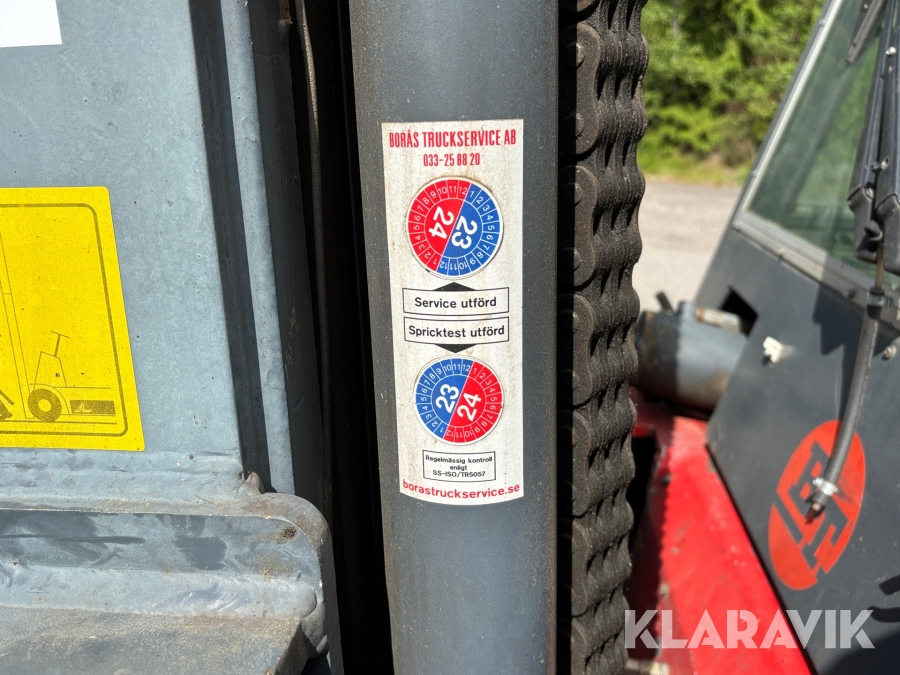 BORÅS TRUCKSERVICE AB
033-25 88 20
24 23
Service utförd
Spricktest utförd
23 24
Regelmässig kontroll
enligt
SS-ISO/TR5057
borastruckservice.se
KLARAVIK